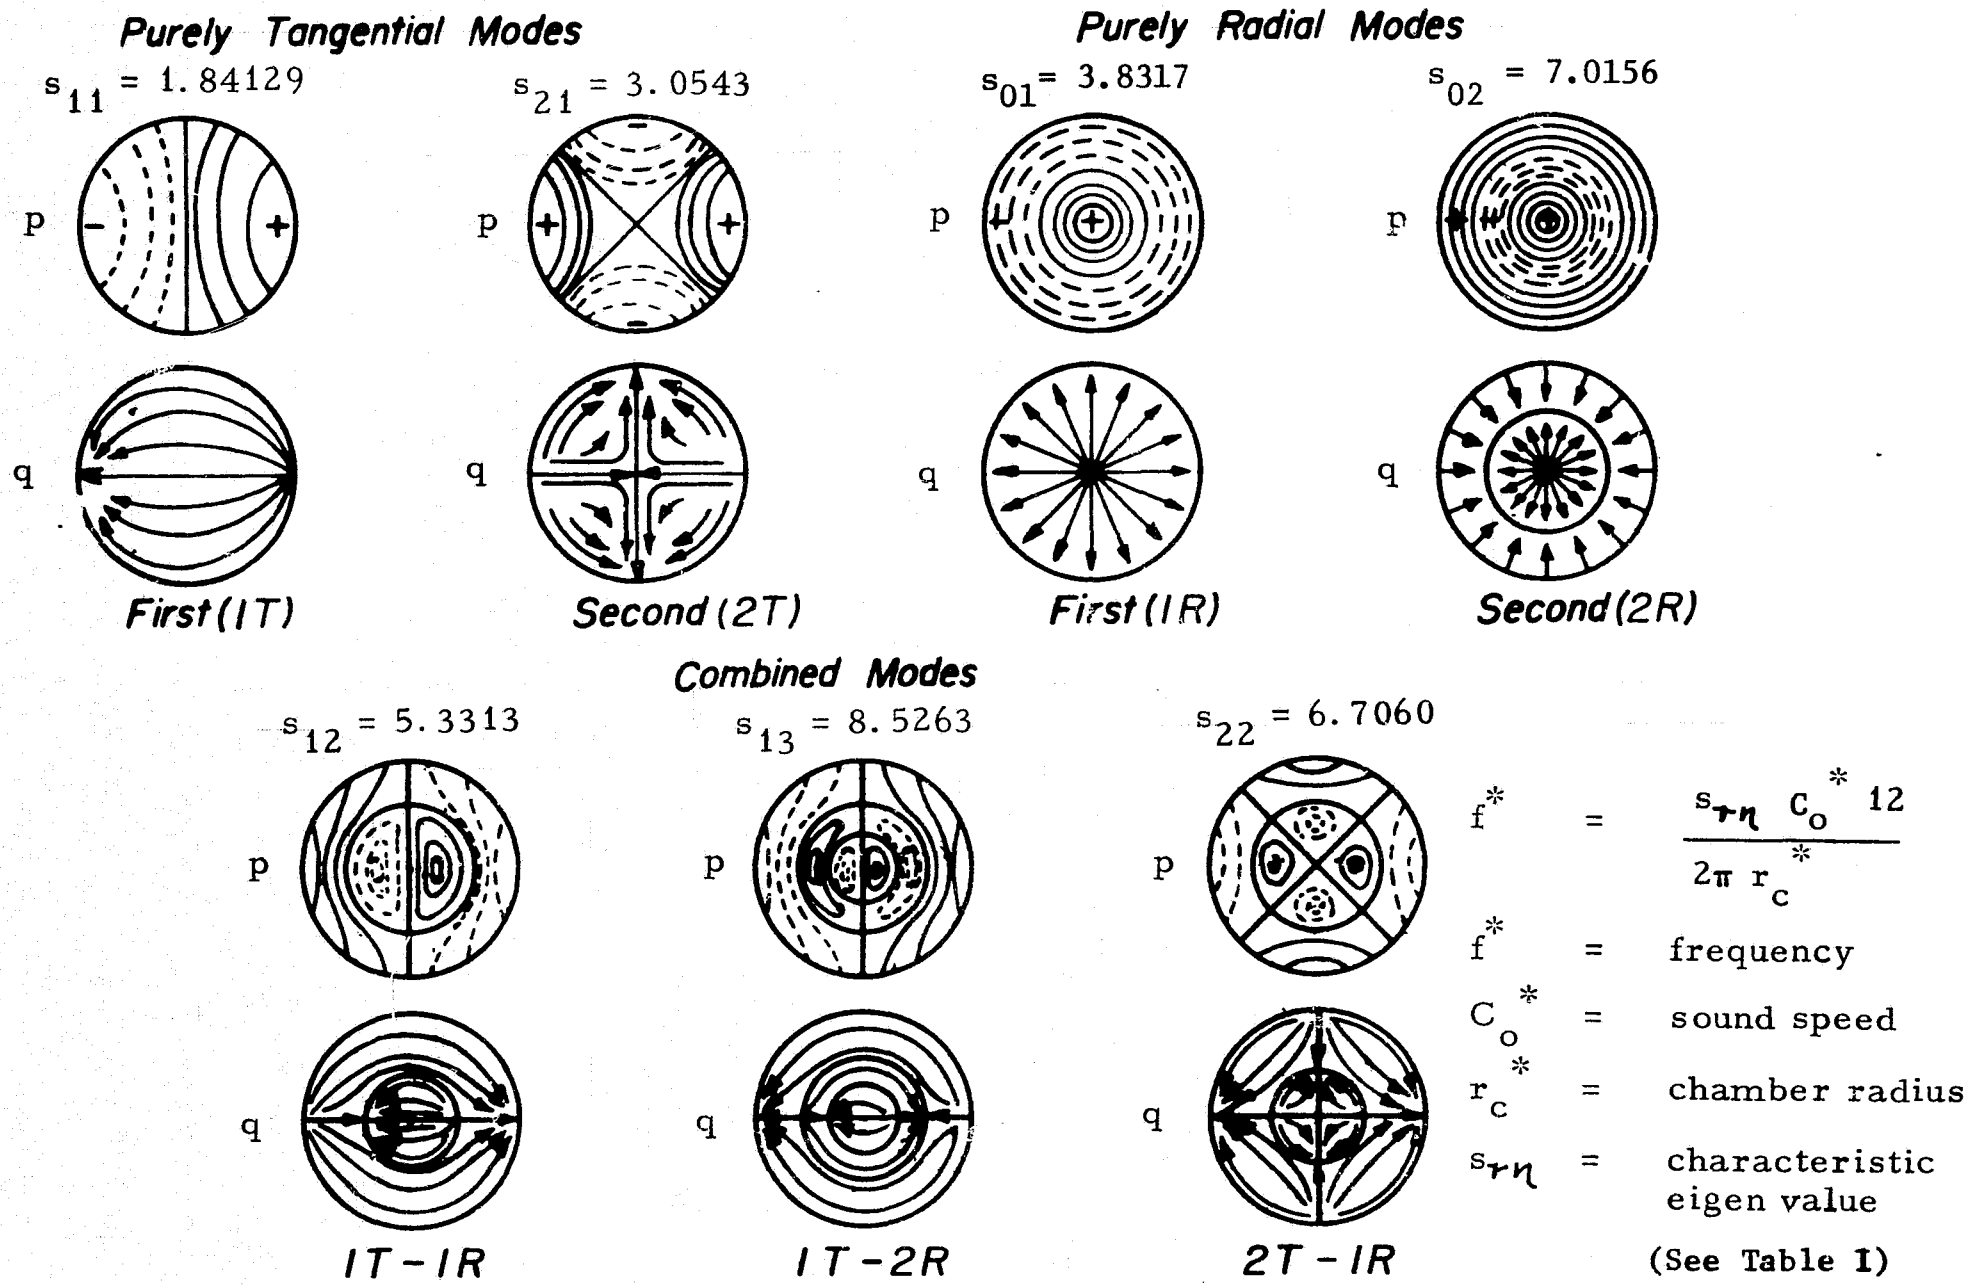 Purely Tangential Modes
Purely Radial Modes
s11 = 1.84129
s21 = 3.0543
s01 = 3.8317
s02 = 7.0156
p - +
p + - + -
p + +
p + + +
q
q
q
q
First (1T)
Second (2T)
First (1R)
Second (2R)
Combined Modes
s12 = 5.3313
s13 = 8.5263
s22 = 6.7060
p
p
p
q
q
q
1T-1R
1T-2R
2T-1R
f* = sτη Co* 12
2π rc*
f* = frequency
Co* = sound speed
rc* = chamber radius
sτη = characteristic
eigen value
(See Table I)